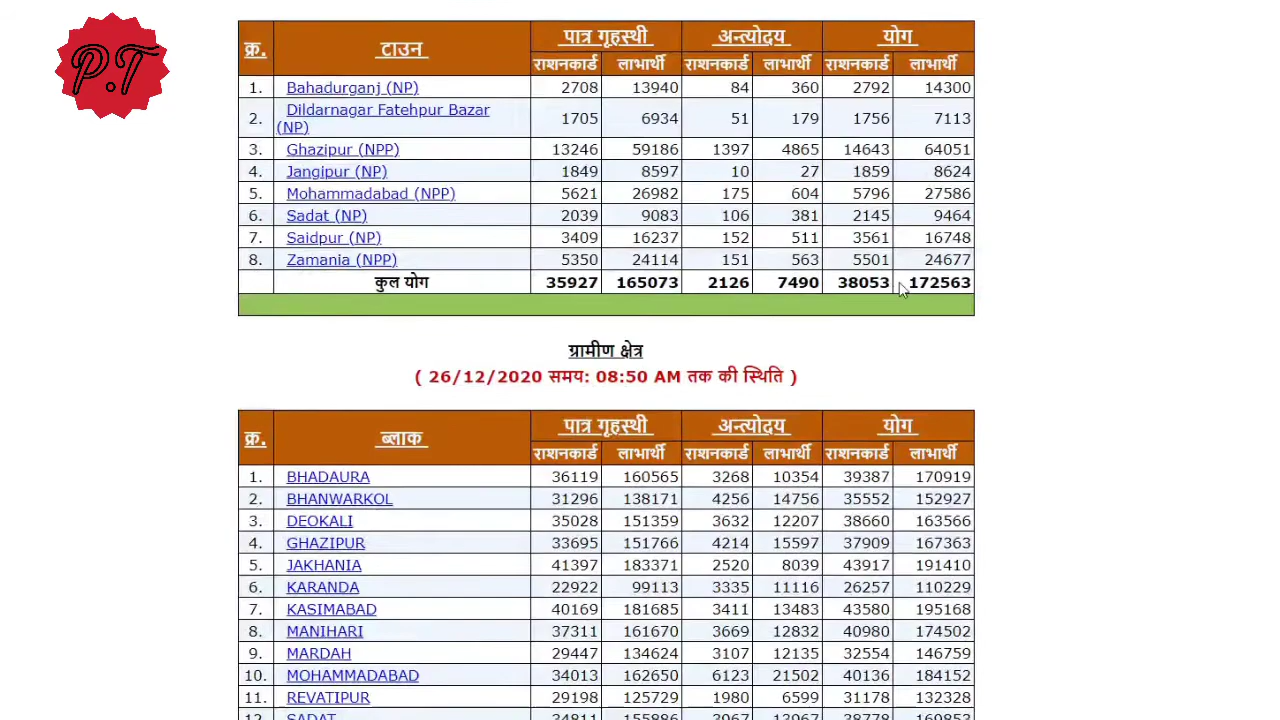 P.T
क्र. टाउन पात्र गृहस्थी अन्त्योदय योग
राशनकार्ड लाभार्थी राशनकार्ड लाभार्थी राशनकार्ड लाभार्थी
1. Bahadurganj (NP) 2708 13940 84 360 2792 14300
2. Dildarnagar Fatehpur Bazar
(NP) 1705 6934 51 179 1756 7113
3. Ghazipur (NPP) 13246 59186 1397 4865 14643 64051
4. Jangipur (NP) 1849 8597 10 27 1859 8624
5. Mohammadabad (NPP) 5621 26982 175 604 5796 27586
6. Sadat (NP) 2039 9083 106 381 2145 9464
7. Saidpur (NP) 3409 16237 152 511 3561 16748
8. Zamania (NPP) 5350 24114 151 563 5501 24677
कुल योग 35927 165073 2126 7490 38053 172563
ग्रामीण क्षेत्र
( 26/12/2020 समय: 08:50 AM तक की स्थिति )
क्र. ब्लाक पात्र गृहस्थी अन्त्योदय योग
राशनकार्ड लाभार्थी राशनकार्ड लाभार्थी राशनकार्ड लाभार्थी
1. BHADAURA 36119 160565 3268 10354 39387 170919
2. BHANWARKOL 31296 138171 4256 14756 35552 152927
3. DEOKALI 35028 151359 3632 12207 38660 163566
4. GHAZIPUR 33695 151766 4214 15597 37909 167363
5. JAKHANIA 41397 183371 2520 8039 43917 191410
6. KARANDA 22922 99113 3335 11116 26257 110229
7. KASIMABAD 40169 181685 3411 13483 43580 195168
8. MANIHARI 37311 161670 3669 12832 40980 174502
9. MARDAH 29447 134624 3107 12135 32554 146759
10. MOHAMMADABAD 34013 162650 6123 21502 40136 184152
11. REVATIPUR 29198 125729 1980 6599 31178 132328
12. SADAT 34811 155886 3967 13967 38778 169853